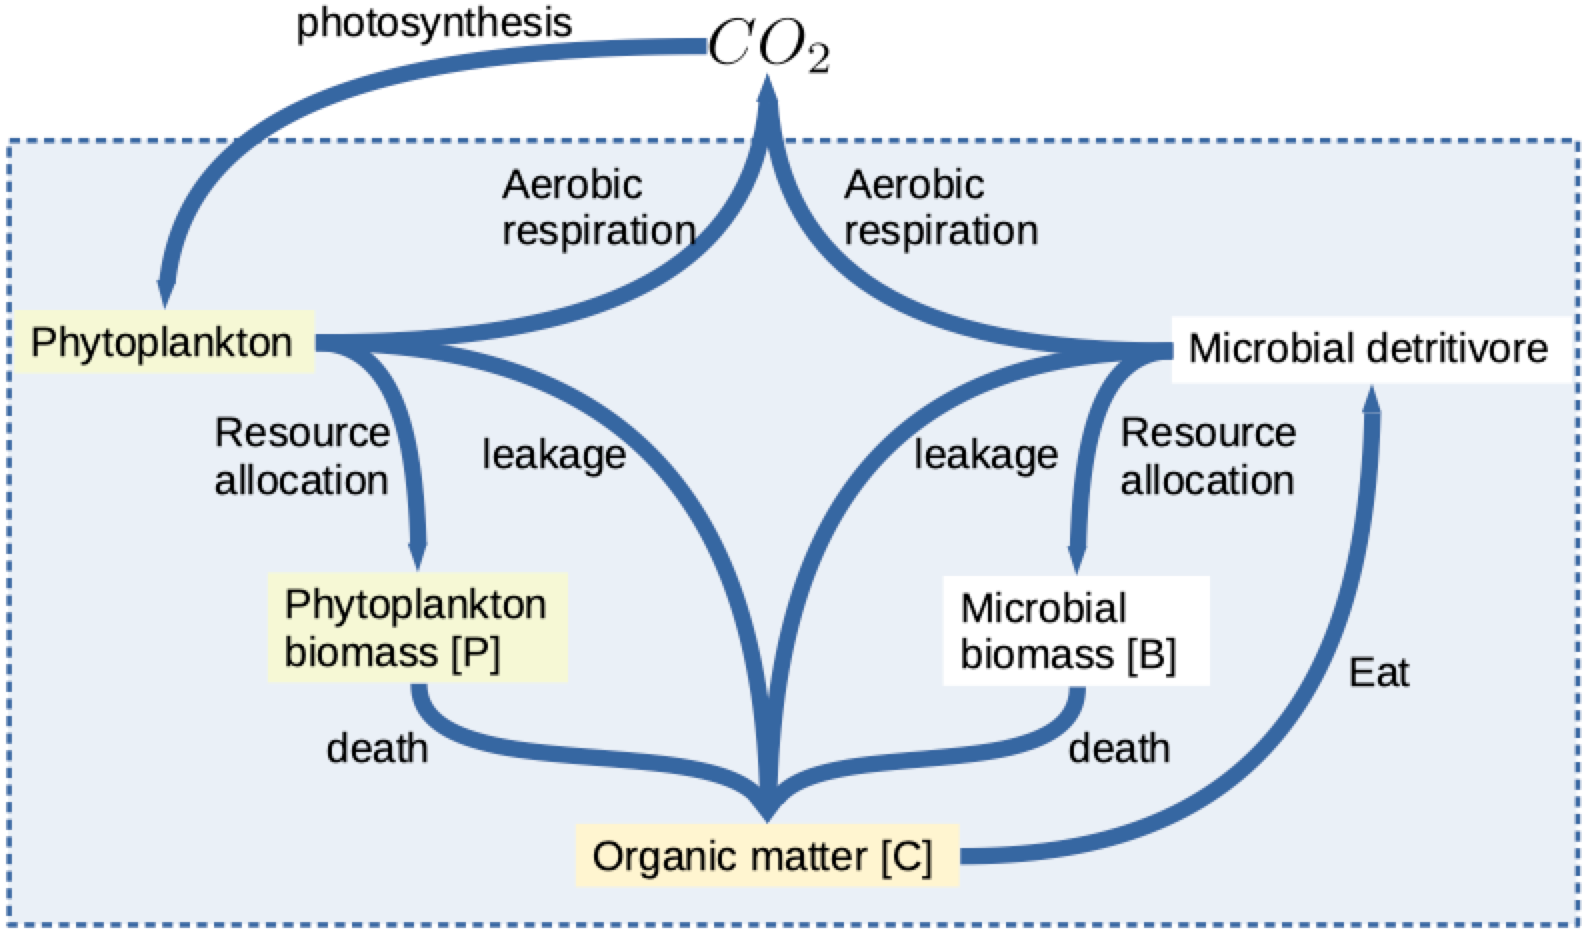 photosynthesis
CO₂
Aerobic
respiration
Aerobic
respiration
Phytoplankton
Microbial detritivore
Resource
allocation
leakage
leakage
Resource
allocation
Phytoplankton
biomass [P]
Microbial
biomass [B]
Eat
death
death
Organic matter [C]